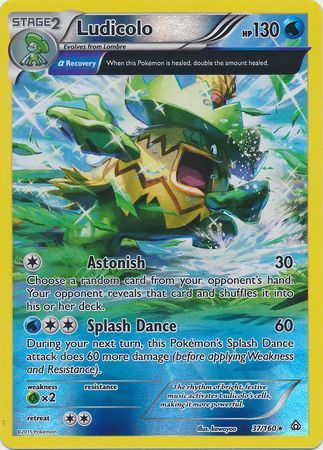 STAGE2
Ludicolo
HP130
Evolves from Lombre
α Recovery
When this Pokémon is healed, double the amount healed.
Astonish 30
Choose a random card from your opponent's hand.
Your opponent reveals that card and shuffles it into
his or her deck.
Splash Dance 60
During your next turn, this Pokémon's Splash Dance
attack does 60 more damage (before applying Weakness
and Resistance).
weakness
×2
resistance
retreat
The rhythm of bright, festive
music activates Ludicolo's cells,
making it more powerful.
©2015 Pokémon
illus. kawayoo
37/160